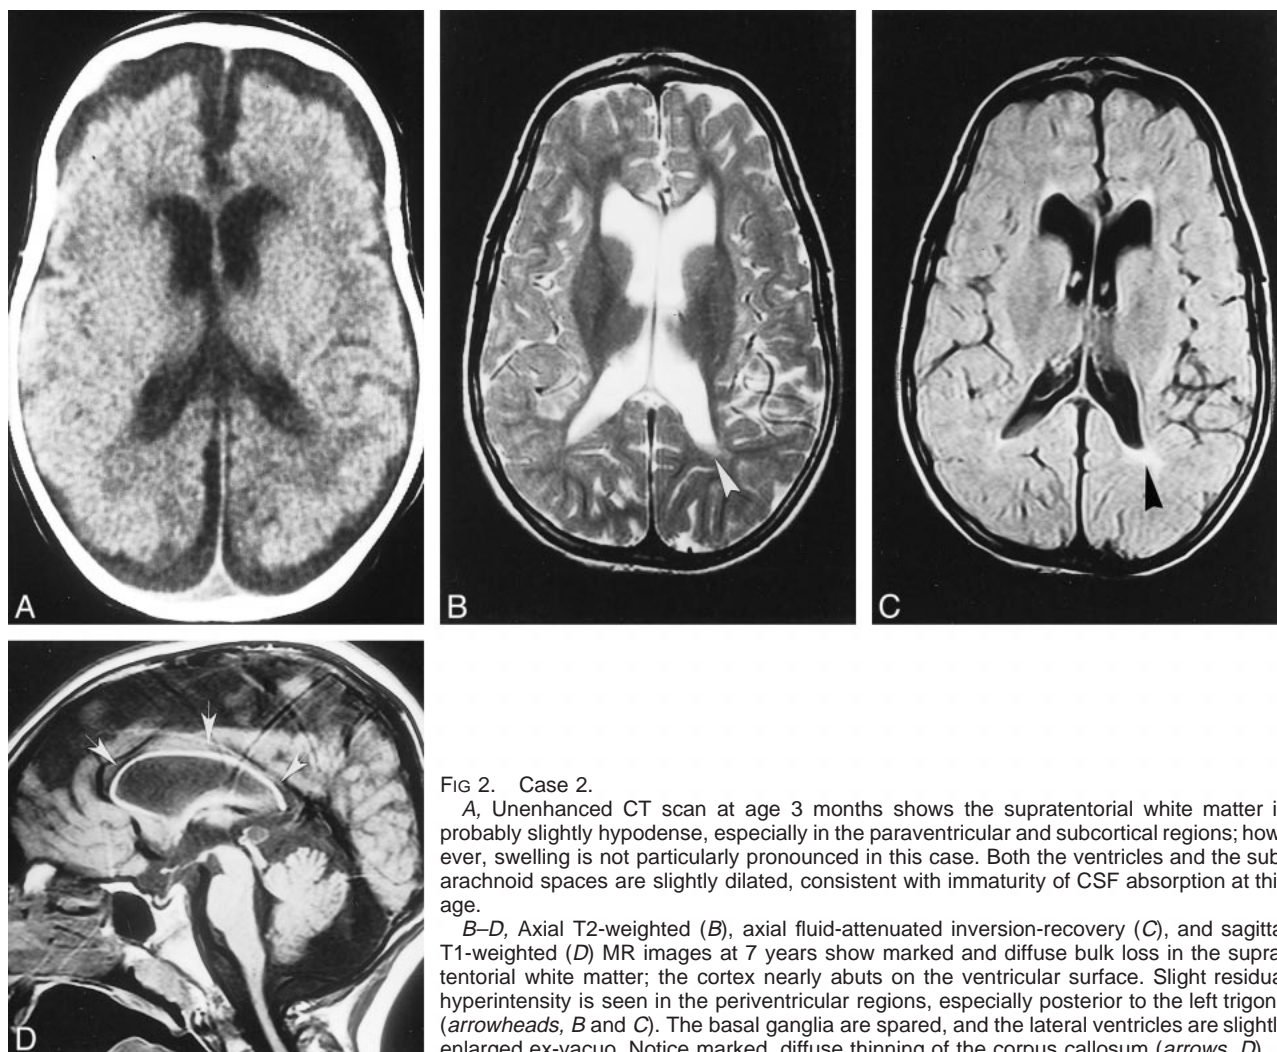 A
B
C
D
FIG 2. Case 2.
A, Unenhanced CT scan at age 3 months shows the supratentorial white matter i
probably slightly hypodense, especially in the paraventricular and subcortical regions; how
ever, swelling is not particularly pronounced in this case. Both the ventricles and the sub
arachnoid spaces are slightly dilated, consistent with immaturity of CSF absorption at thi
age.
B–D, Axial T2-weighted (B), axial fluid-attenuated inversion-recovery (C), and sagitta
T1-weighted (D) MR images at 7 years show marked and diffuse bulk loss in the supra
tentorial white matter; the cortex nearly abuts on the ventricular surface. Slight residua
hyperintensity is seen in the periventricular regions, especially posterior to the left trigon
(arrowheads, B and C). The basal ganglia are spared, and the lateral ventricles are slightl
enlarged ex-vacuo. Notice marked, diffuse thinning of the corpus callosum (arrows, D).